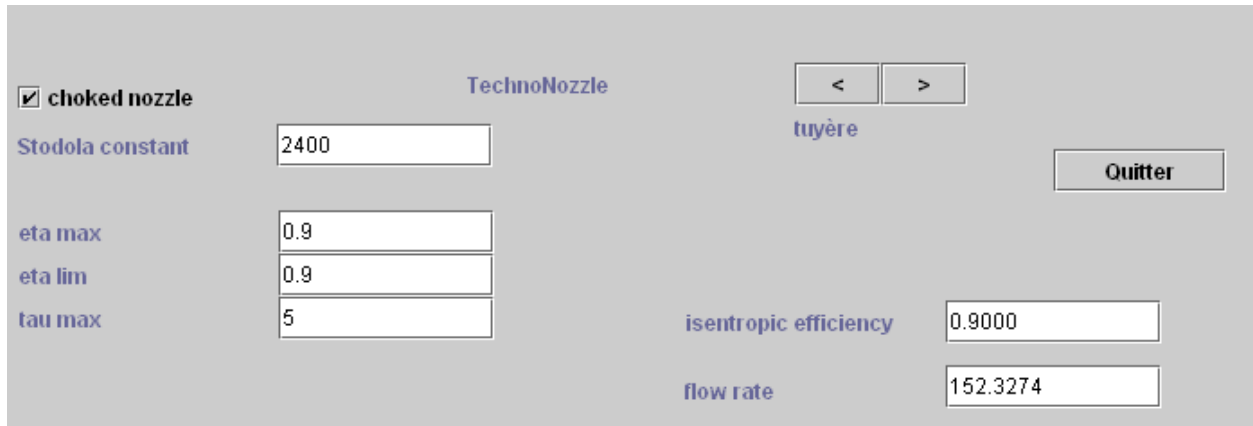 choked nozzle
TechnoNozzle
< >
tuyère
Stodola constant 2400
Quitter
eta max 0.9
eta lim 0.9
tau max 5
isentropic efficiency 0.9000
flow rate 152.3274